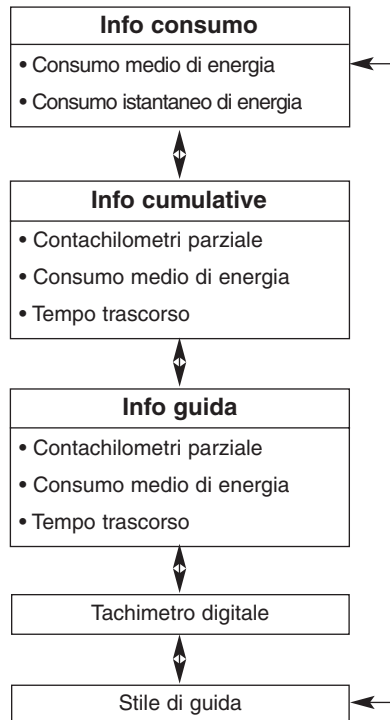 Info consumo
• Consumo medio di energia
• Consumo istantaneo di energia
Info cumulative
• Contachilometri parziale
• Consumo medio di energia
• Tempo trascorso
Info guida
• Contachilometri parziale
• Consumo medio di energia
• Tempo trascorso
Tachimetro digitale
Stile di guida